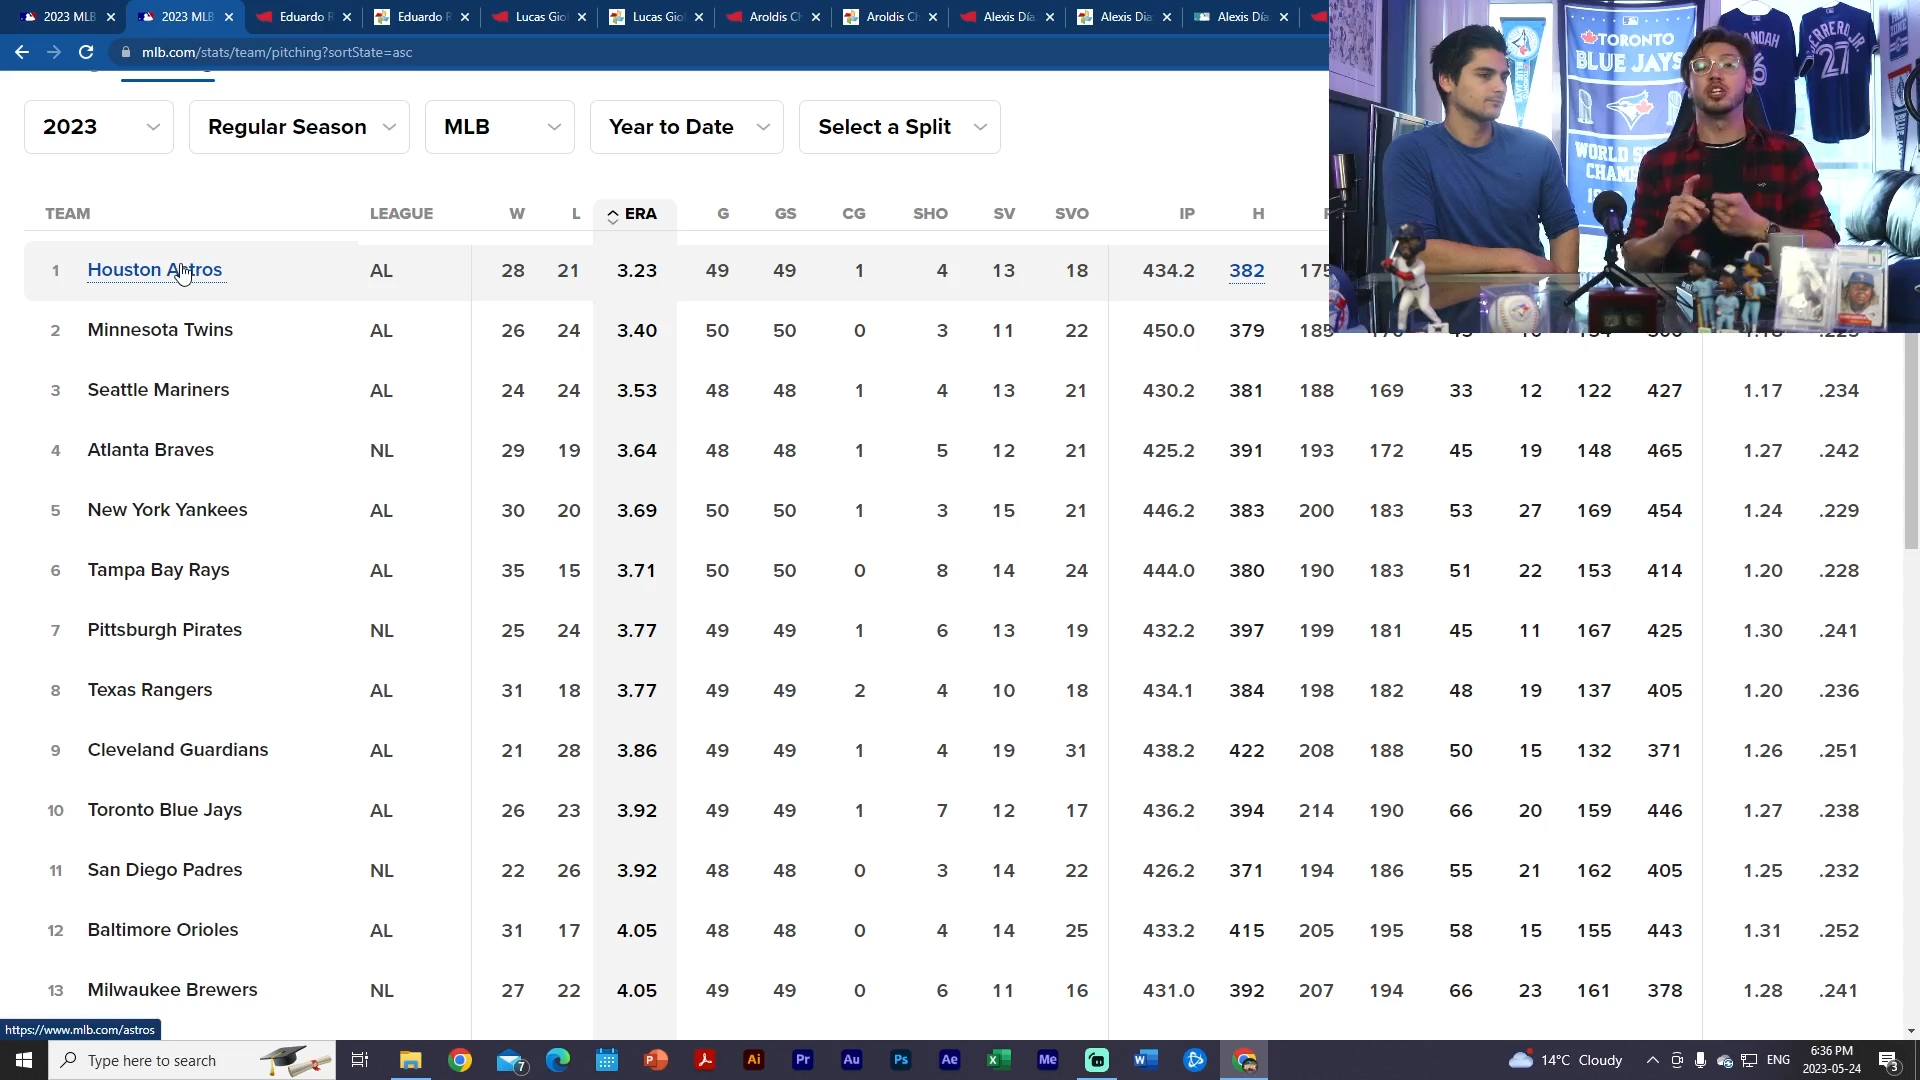 2023 MLB
2023 MLB
Eduardo R
Eduardo R
Lucas Giol
Lucas Giol
Aroldis Ch
Aroldis Ch
Alexis Día
Alexis Dia
Alexis Día
mlb.com/stats/team/pitching?sortState=asc
2023 Regular Season MLB Year to Date Select a Split
TEAM LEAGUE W L ERA G GS CG SHO SV SVO IP H
1 Houston Astros AL 28 21 3.23 49 49 1 4 13 18 434.2 382 175
2 Minnesota Twins AL 26 24 3.40 50 50 0 3 11 22 450.0 379 185
3 Seattle Mariners AL 24 24 3.53 48 48 1 4 13 21 430.2 381 188 169 33 12 122 427 1.17 .234
4 Atlanta Braves NL 29 19 3.64 48 48 1 5 12 21 425.2 391 193 172 45 19 148 465 1.27 .242
5 New York Yankees AL 30 20 3.69 50 50 1 3 15 21 446.2 383 200 183 53 27 169 454 1.24 .229
6 Tampa Bay Rays AL 35 15 3.71 50 50 0 8 14 24 444.0 380 190 183 51 22 153 414 1.20 .228
7 Pittsburgh Pirates NL 25 24 3.77 49 49 1 6 13 19 432.2 397 199 181 45 11 167 425 1.30 .241
8 Texas Rangers AL 31 18 3.77 49 49 2 4 10 18 434.1 384 198 182 48 19 137 405 1.20 .236
9 Cleveland Guardians AL 21 28 3.86 49 49 1 4 19 31 438.2 422 208 188 50 15 132 371 1.26 .251
10 Toronto Blue Jays AL 26 23 3.92 49 49 1 7 12 17 436.2 394 214 190 66 20 159 446 1.27 .238
11 San Diego Padres NL 22 26 3.92 48 48 0 3 14 22 426.2 371 194 186 55 21 162 405 1.25 .232
12 Baltimore Orioles AL 31 17 4.05 48 48 0 4 14 25 433.2 415 205 195 58 15 155 443 1.31 .252
13 Milwaukee Brewers NL 27 22 4.05 49 49 0 6 11 16 431.0 392 207 194 66 23 161 378 1.28 .241
TORONTO
BLUE JAYS
WORLD S
CHAMP
NOAH
6
ERRERO JR.
27
https://www.mlb.com/astros
Type here to search
7
Ai Pr Au Ps Ae Me
14°C Cloudy
ENG
6:36 PM
2023-05-24
3